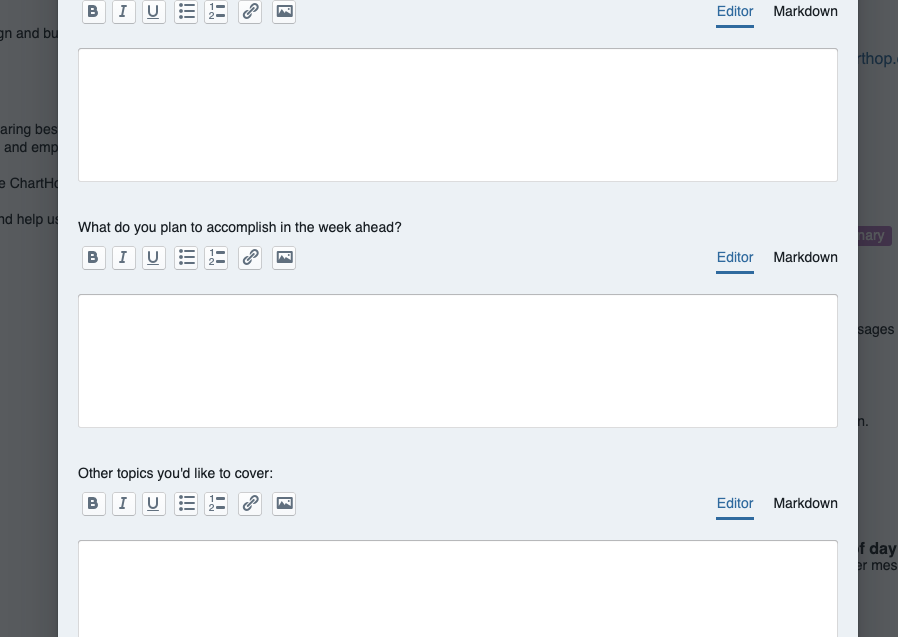 B I U Editor Markdown
gn and bu
rthop.
aring bes
and emp
e ChartHo
nd help us
What do you plan to accomplish in the week ahead?
nary
B I U Editor Markdown
sages
n.
Other topics you'd like to cover:
B I U Editor Markdown
f day
er mes